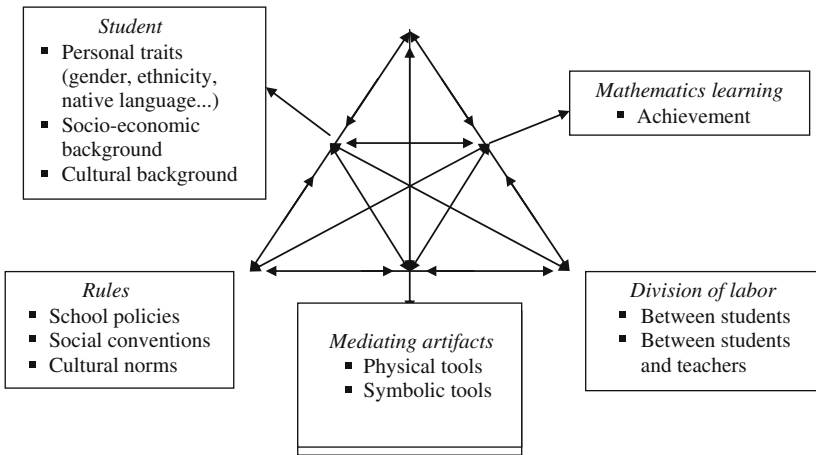 Student
▪ Personal traits
(gender, ethnicity,
native language...)
▪ Socio-economic
background
▪ Cultural background
Mathematics learning
▪ Achievement
Rules
▪ School policies
▪ Social conventions
▪ Cultural norms
Mediating artifacts
▪ Physical tools
▪ Symbolic tools
Division of labor
▪ Between students
▪ Between students
and teachers